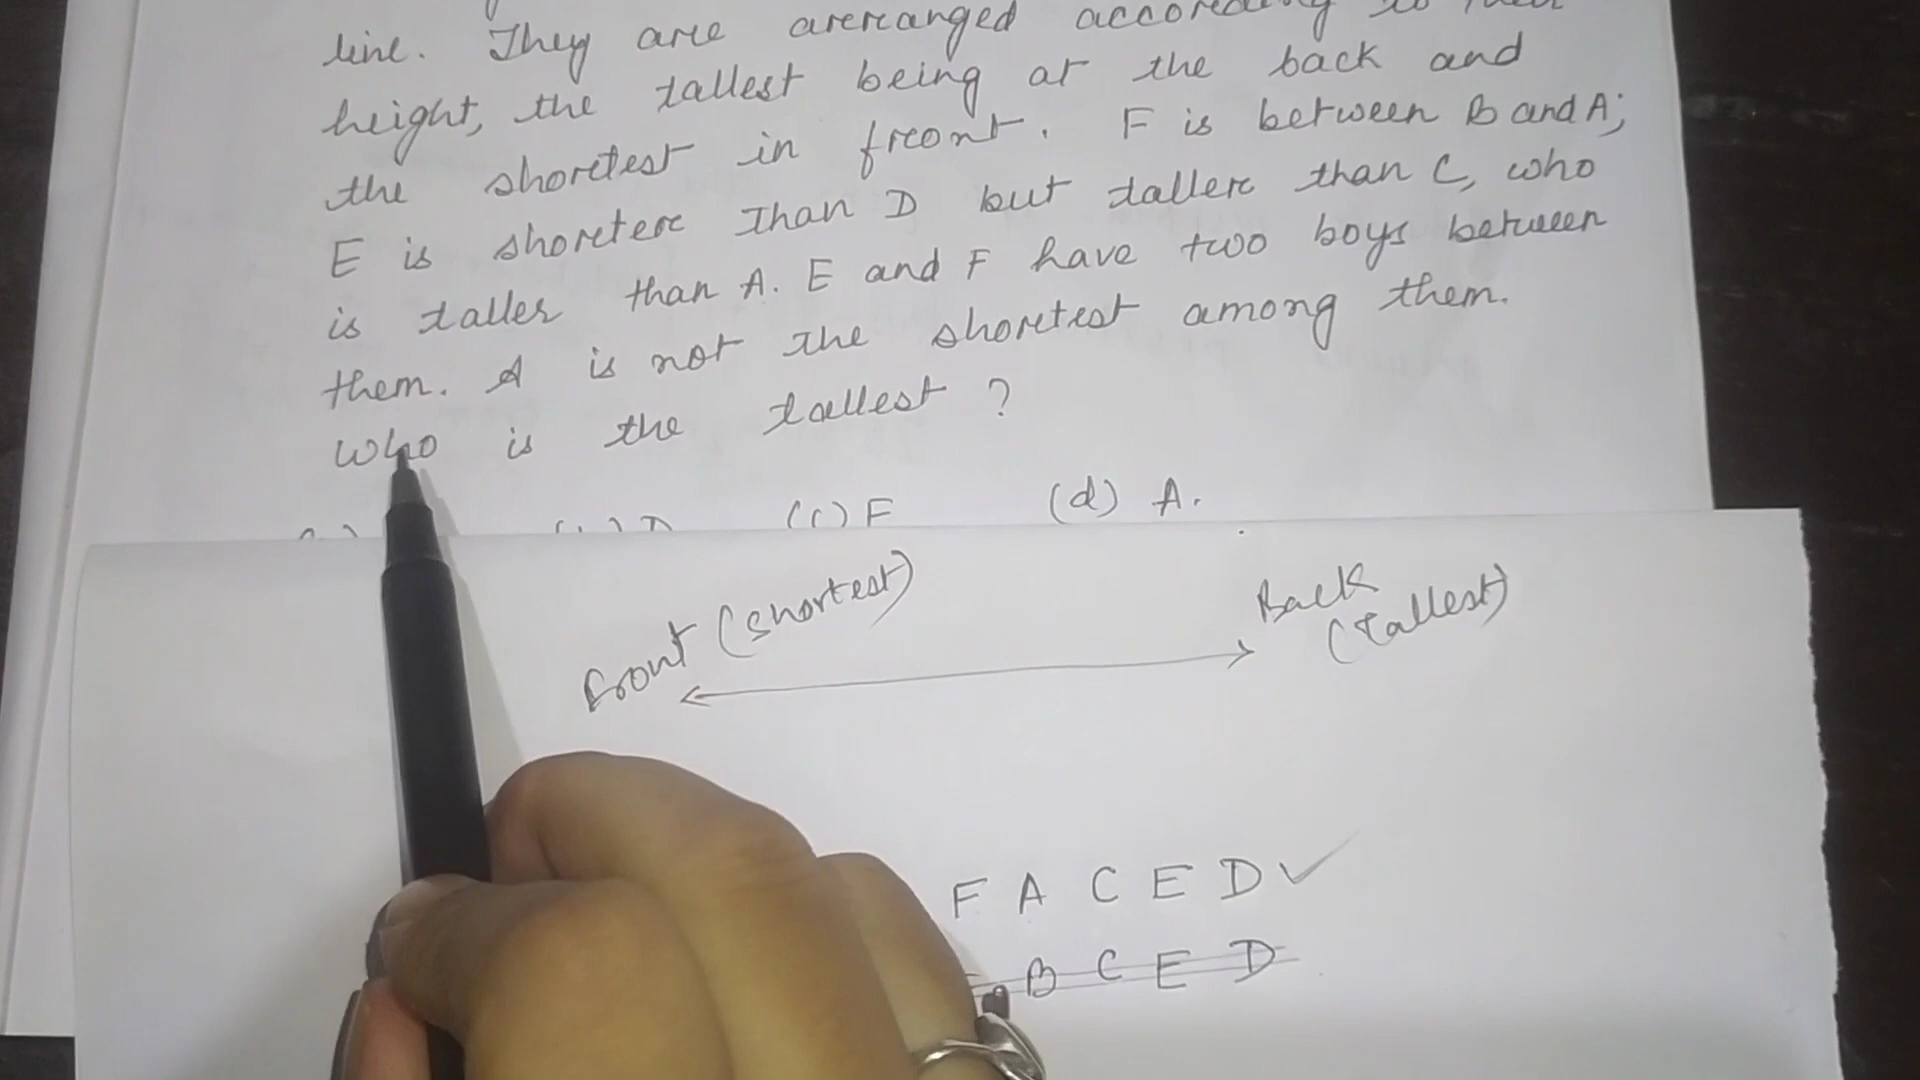 line. They are arranged according to their
height, the tallest being at the back and
the shortest in front. F is between B and A;
E is shorter than D but taller than C, who
is taller than A. E and F have two boys between
them. A is not the shortest among them.
Who is the tallest ?
(b) D (c) F (d) A.
Front (shortest)
Back
(tallest)
F A C E D ✓
B C E D